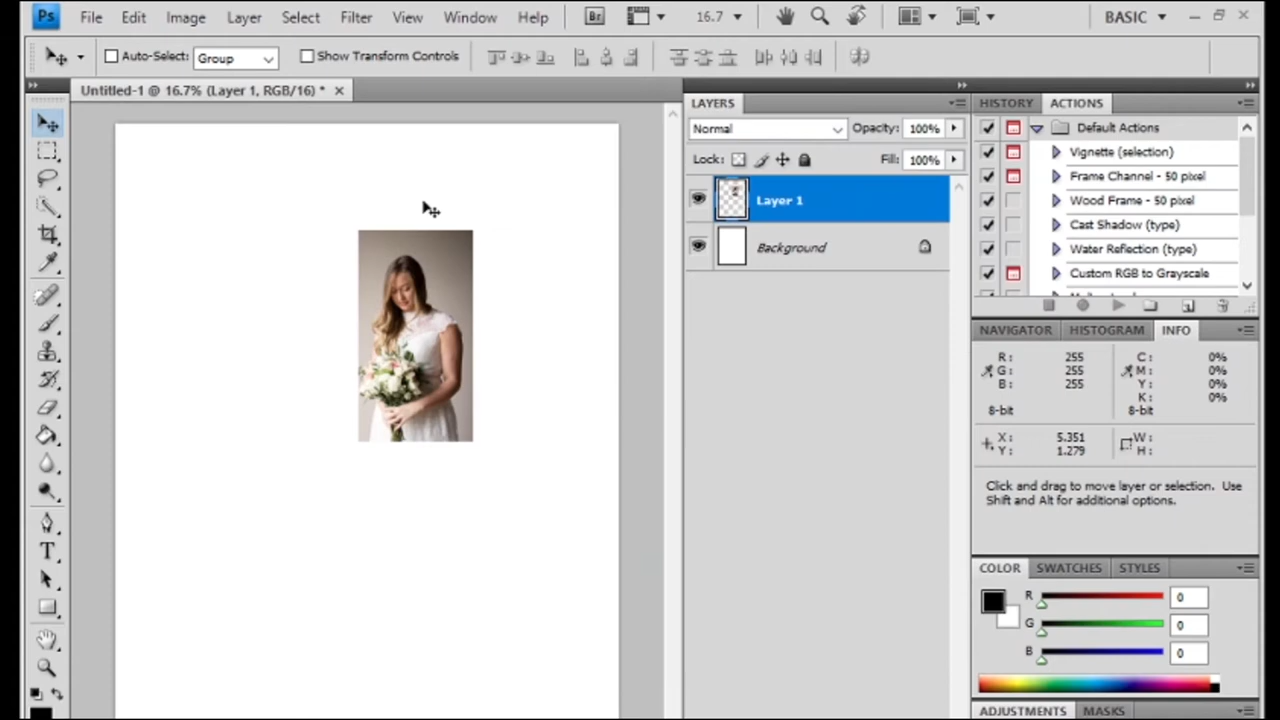 Ps File Edit Image Layer Select Filter View Window Help Br 16.7 BASIC
Auto-Select: Group Show Transform Controls
Untitled-1 @ 16.7% (Layer 1, RGB/16) *
LAYERS
Normal Opacity: 100%
Lock: Fill: 100%
Layer 1
Background
HISTORY ACTIONS
Default Actions
Vignette (selection)
Frame Channel - 50 pixel
Wood Frame - 50 pixel
Cast Shadow (type)
Water Reflection (type)
Custom RGB to Grayscale
NAVIGATOR HISTOGRAM INFO
R: 255 C: 0%
G: 255 M: 0%
B: 255 Y: 0%
K: 0%
8-bit 8-bit
X: 5.351 W:
Y: 1.279 H:
Click and drag to move layer or selection. Use
Shift and Alt for additional options.
COLOR SWATCHES STYLES
R 0
G 0
B 0
ADJUSTMENTS MASKS
T